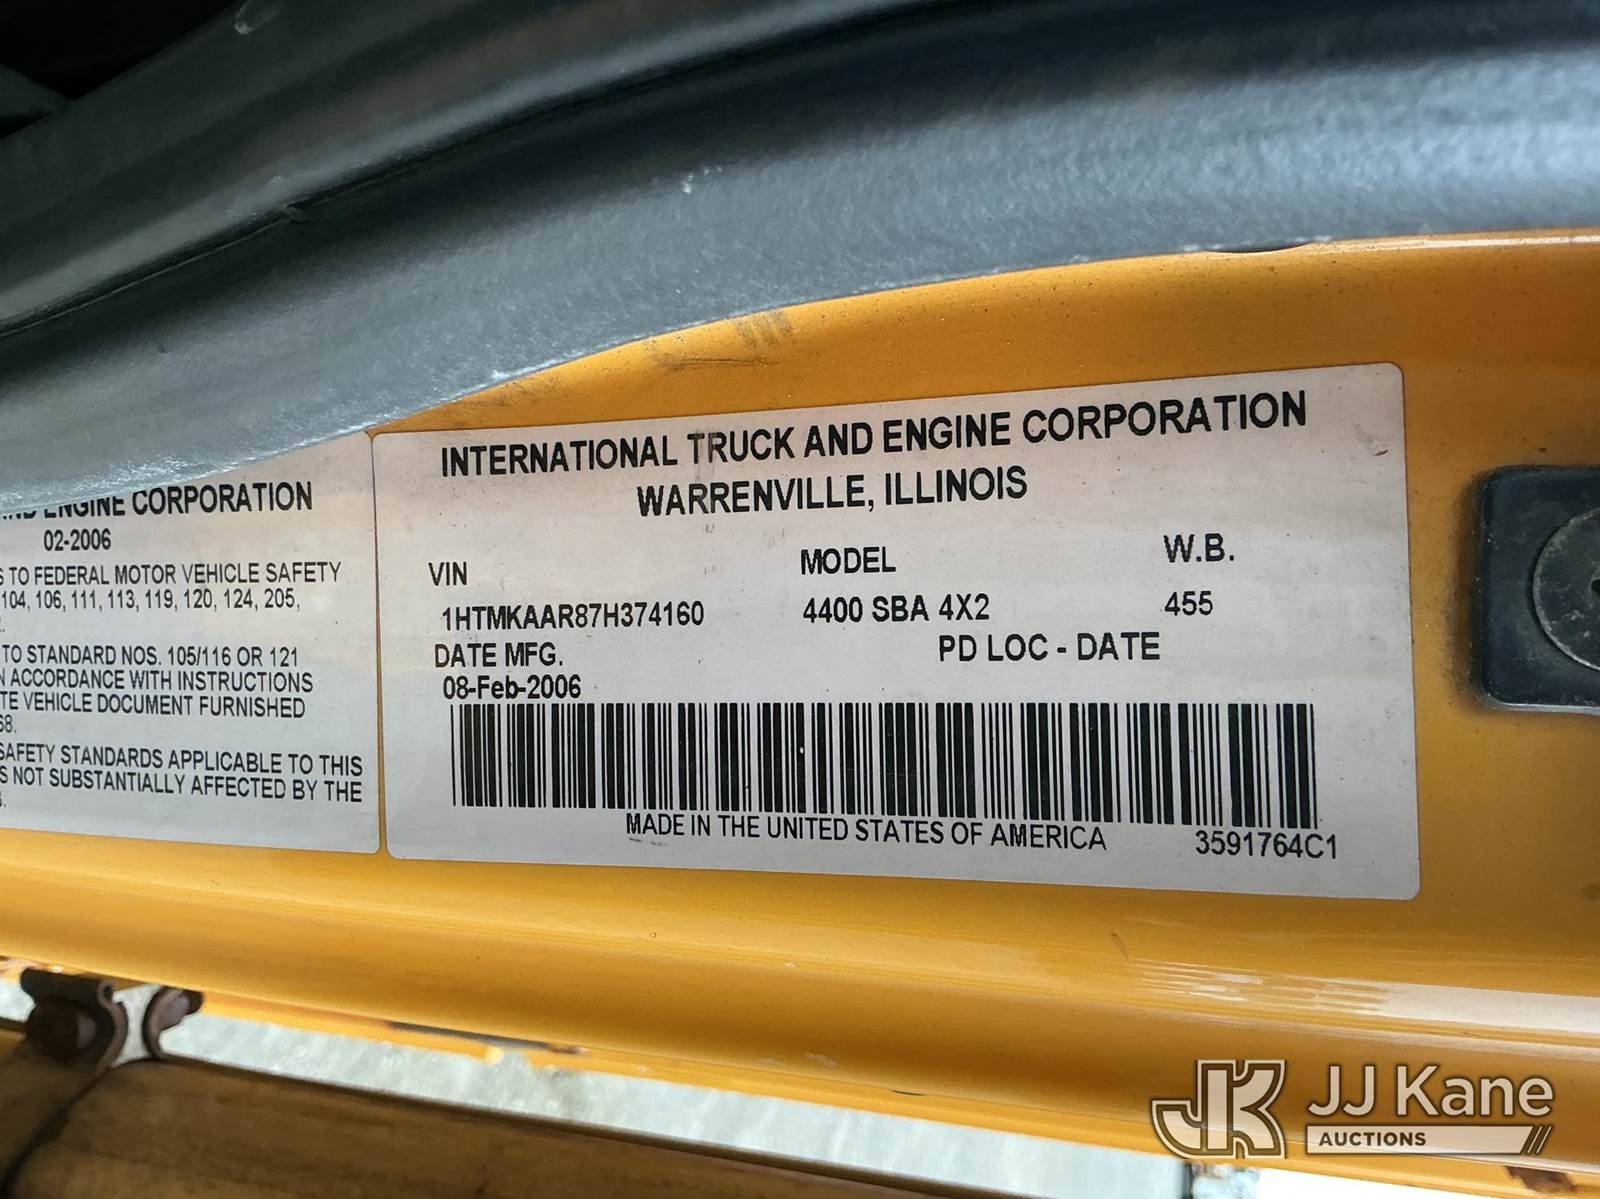 ENGINE CORPORATION
02-2006
TO FEDERAL MOTOR VEHICLE SAFETY
104, 106, 111, 113, 119, 120, 124, 205,
TO STANDARD NOS. 105/116 OR 121
ACCORDANCE WITH INSTRUCTIONS
VEHICLE DOCUMENT FURNISHED
68.
SAFETY STANDARDS APPLICABLE TO THIS
NOT SUBSTANTIALLY AFFECTED BY THE
INTERNATIONAL TRUCK AND ENGINE CORPORATION
WARRENVILLE, ILLINOIS
VIN MODEL W.B.
1HTMKAAR87H374160 4400 SBA 4X2 455
DATE MFG. PD LOC - DATE
08-Feb-2006
MADE IN THE UNITED STATES OF AMERICA 3591764C1
JK JJ Kane
AUCTIONS